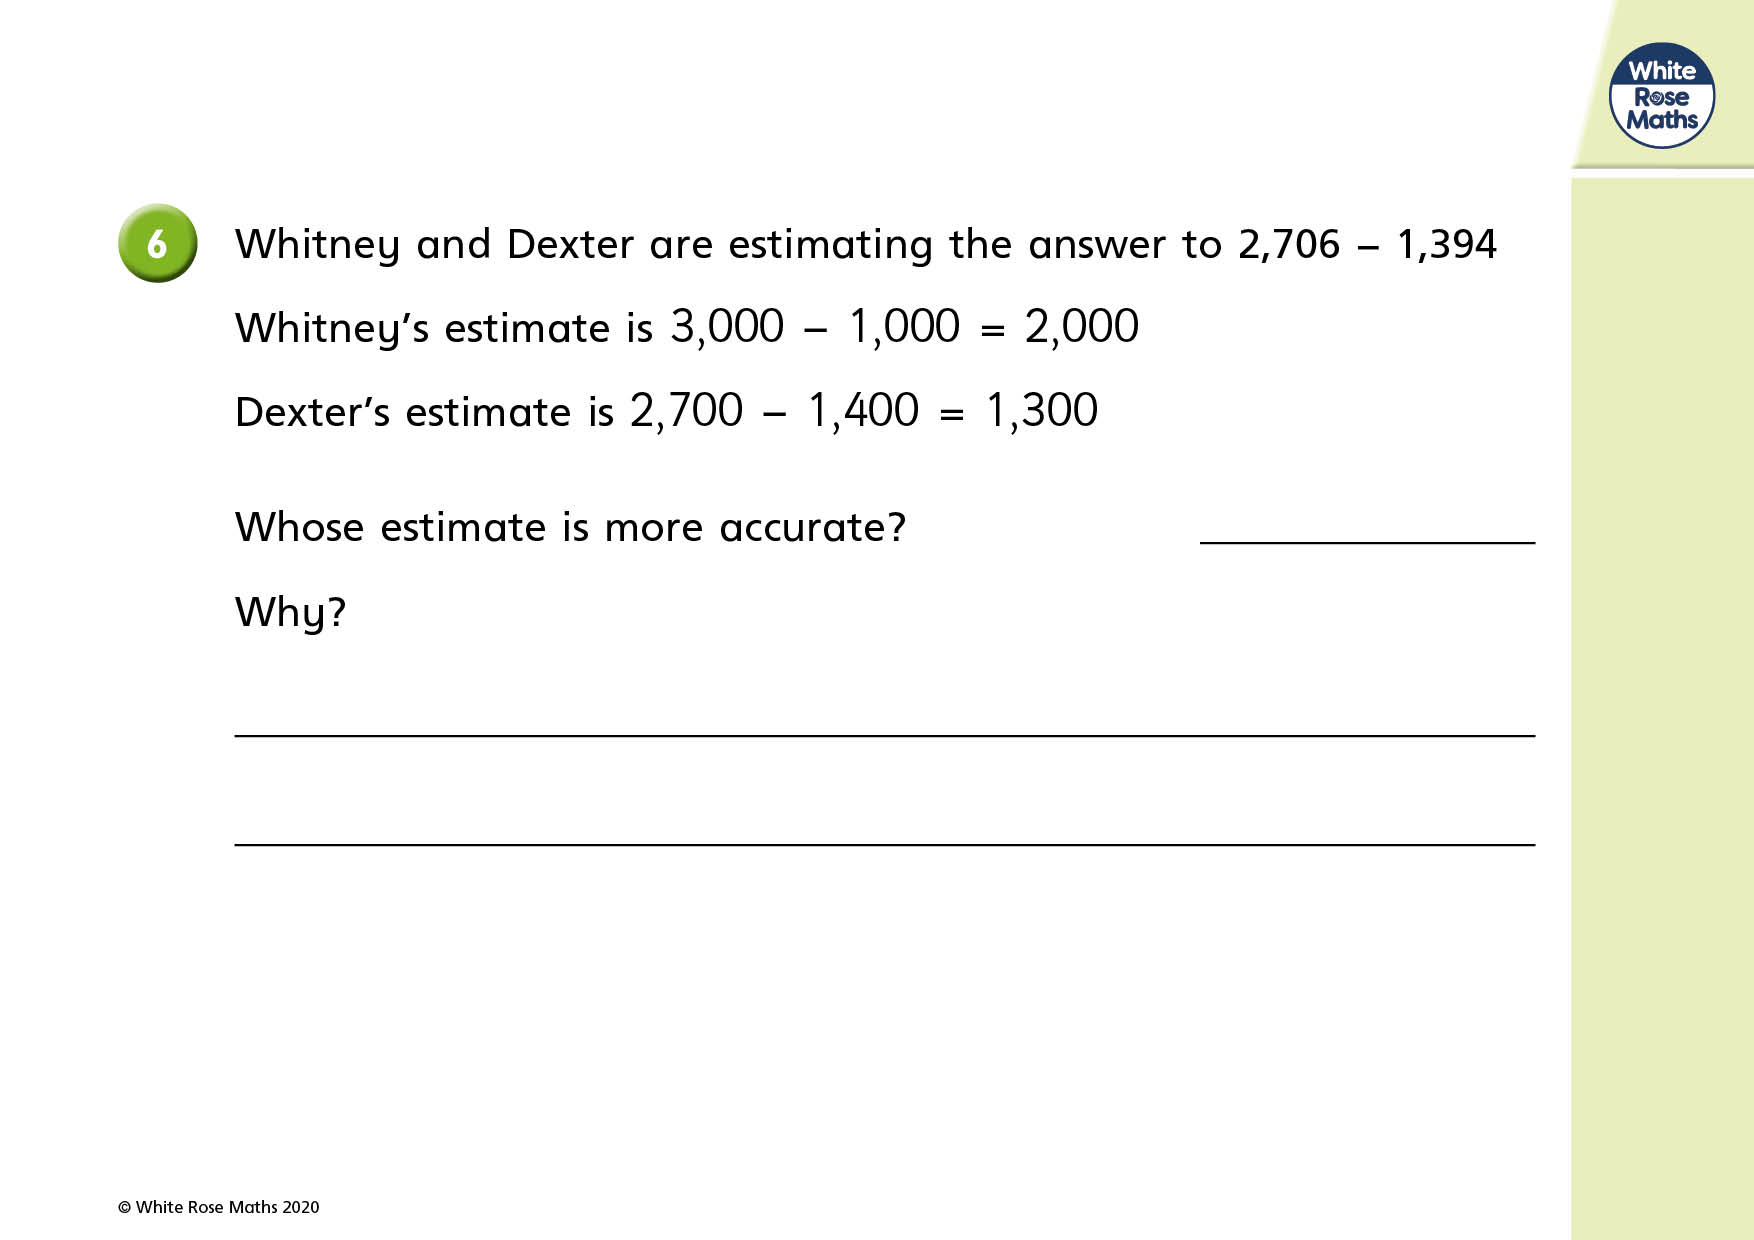 White
Rose
Maths
6 Whitney and Dexter are estimating the answer to 2,706 – 1,394
Whitney’s estimate is 3,000 – 1,000 = 2,000
Dexter’s estimate is 2,700 – 1,400 = 1,300
Whose estimate is more accurate?
Why?
© White Rose Maths 2020